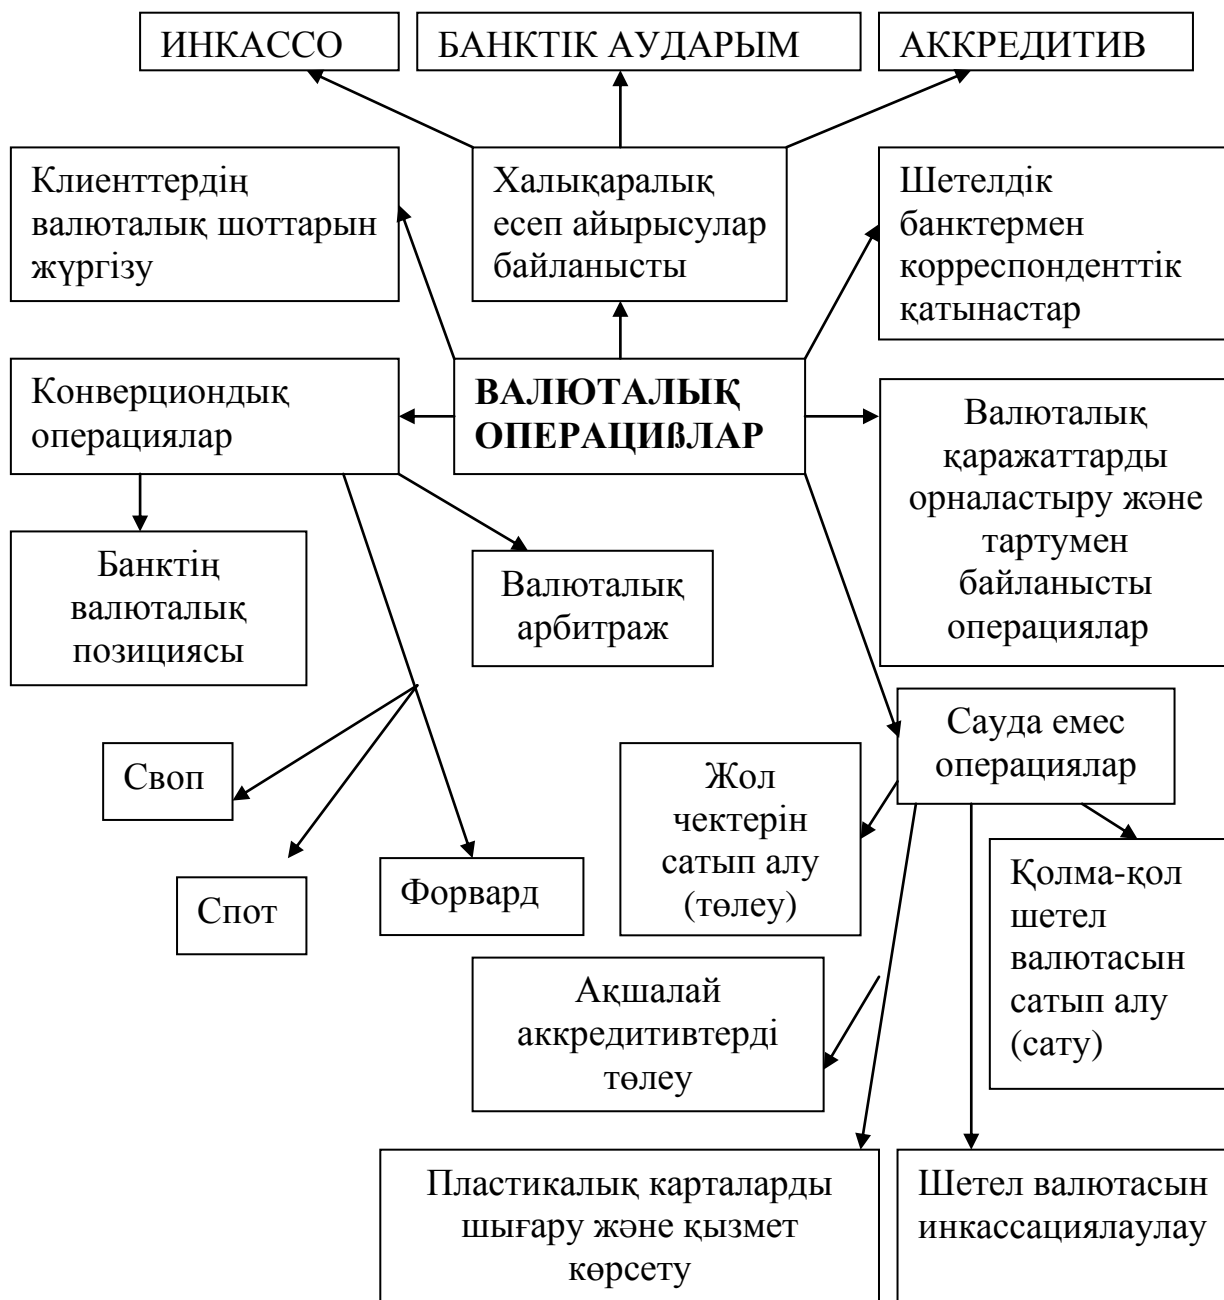 ИНКАССО
БАНКТІК АУДАРЫМ
АККРЕДИТИВ
Клиенттердің
валюталық шоттарын
жүргізу
Халықаралық
есеп айырысулар
байланысты
Шетелдік
банктермен
корреспонденттік
қатынастар
Конверциондық
операциялар
ВАЛЮТАЛЫҚ
ОПЕРАЦИßЛАР
Валюталық
қаражаттарды
орналастыру және
тартумен
байланысты
операциялар
Банктің
валюталық
позициясы
Валюталық
арбитраж
Сауда емес
операциялар
Своп
Спот
Форвард
Жол
чектерін
сатып алу
(төлеу)
Қолма-қол
шетел
валютасын
сатып алу
(сату)
Ақшалай
аккредитивтерді
төлеу
Пластикалық карталарды
шығару және қызмет
көрсету
Шетел валютасын
инкассациялаулау